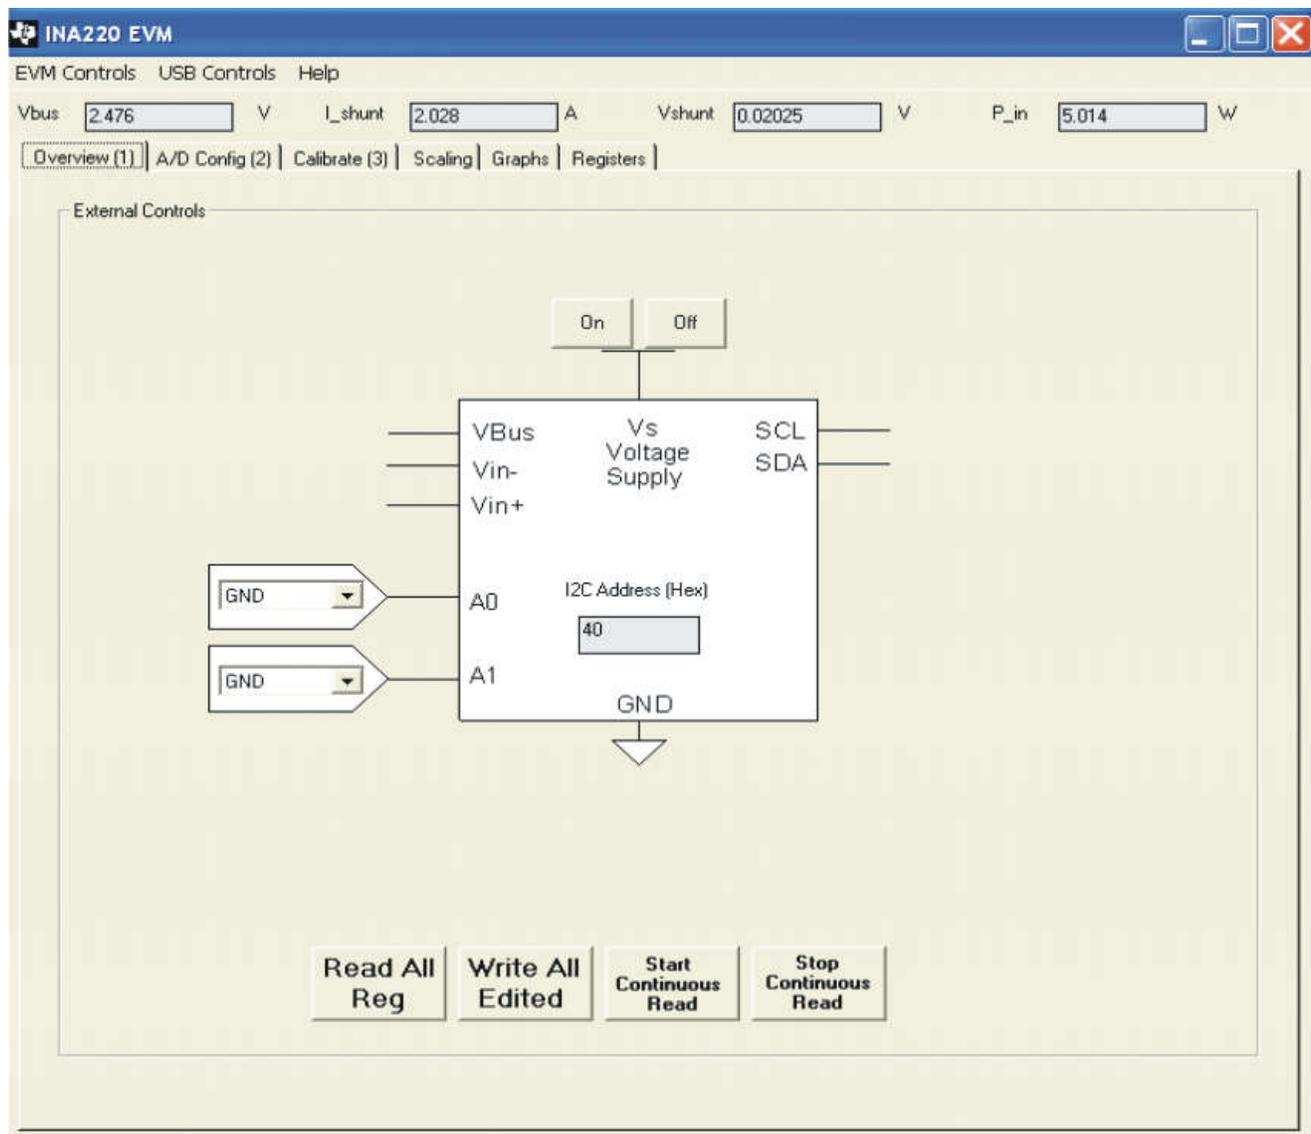 INA220 EVM
EVM Controls USB Controls Help
Vbus 2.476 V I_shunt 2.028 A Vshunt 0.02025 V P_in 5.014 W
Overview (1) A/D Config (2) Calibrate (3) Scaling Graphs Registers
External Controls
On Off
VBus Vs SCL
Voltage SDA
Vin- Supply
Vin+
GND A0 I2C Address (Hex)
40
GND A1
GND
Read All Write All Start Stop
Reg Edited Continuous Continuous
Read Read